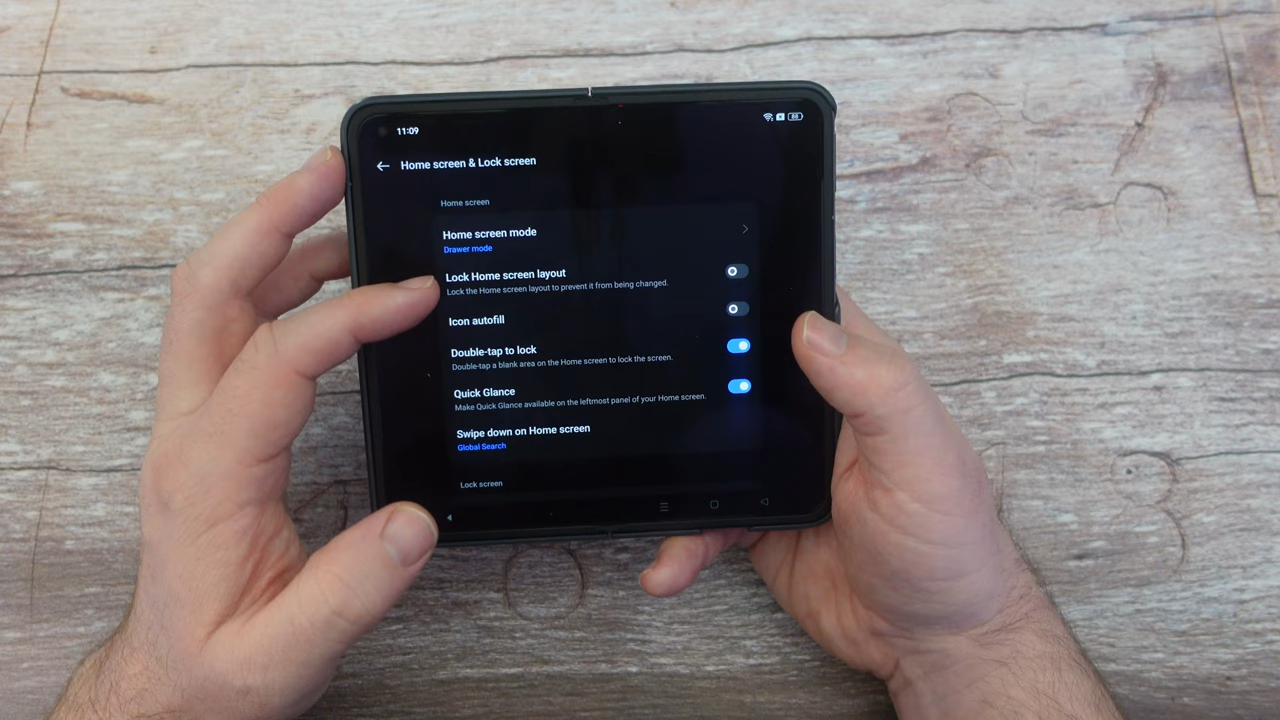 11:09
88
Home screen & Lock screen
Home screen
Home screen mode
Drawer mode
Lock Home screen layout
Lock the Home screen layout to prevent it from being changed.
Icon autofill
Double-tap to lock
Double-tap a blank area on the Home screen to lock the screen.
Quick Glance
Make Quick Glance available on the leftmost panel of your Home screen.
Swipe down on Home screen
Global Search
Lock screen